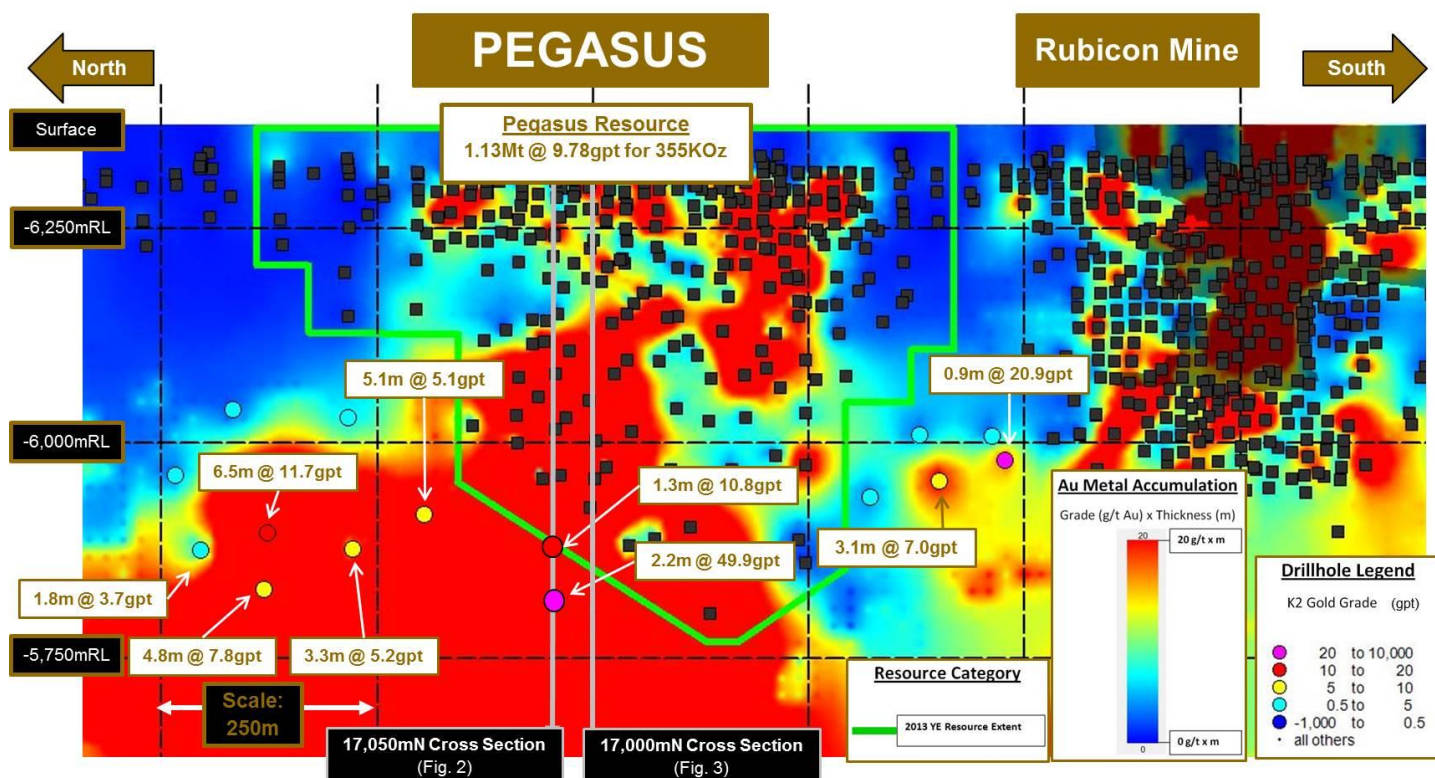 North
PEGASUS
Rubicon Mine
South
Surface
Pegasus Resource
1.13Mt @ 9.78gpt for 355KOz
-6,250mRL
5.1m @ 5.1gpt
0.9m @ 20.9gpt
-6,000mRL
6.5m @ 11.7gpt
1.3m @ 10.8gpt
2.2m @ 49.9gpt
3.1m @ 7.0gpt
1.8m @ 3.7gpt
4.8m @ 7.8gpt
3.3m @ 5.2gpt
-5,750mRL
Scale:
250m
17,050mN Cross Section
(Fig. 2)
17,000mN Cross Section
(Fig. 3)
Resource Category
2013 YE Resource Extent
Au Metal Accumulation
Grade (g/t Au) x Thickness (m)
20
20 g/t x m
0
0 g/t x m
Drillhole Legend
K2 Gold Grade (gpt)
20 to 10,000
10 to 20
5 to 10
0.5 to 5
-1,000 to 0.5
all others